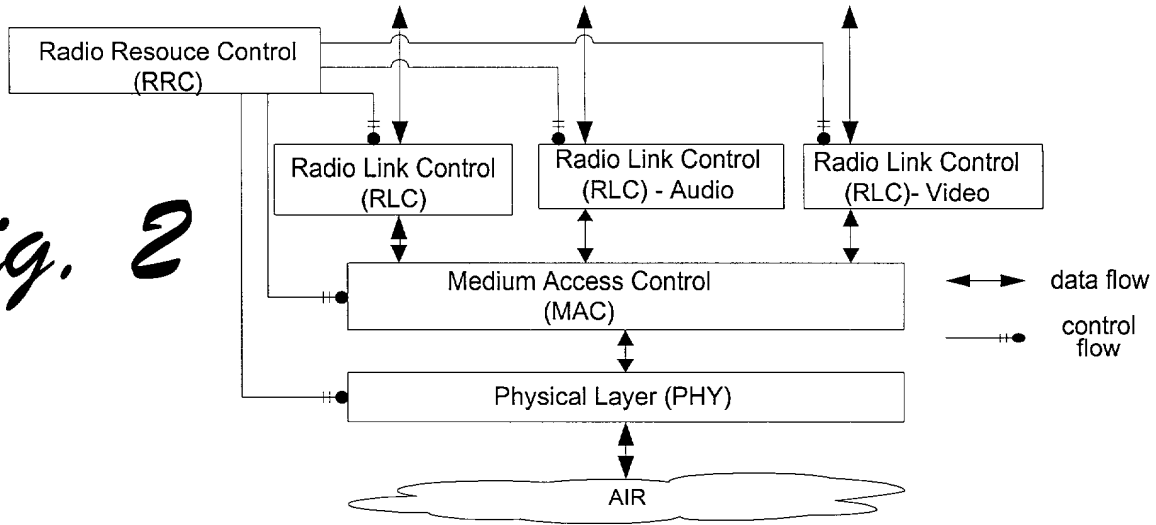 Radio Resouce Control
(RRC)
Radio Link Control
(RLC)
Radio Link Control
(RLC) - Audio
Radio Link Control
(RLC)- Video
ig. 2
Medium Access Control
(MAC)
data flow
control
flow
Physical Layer (PHY)
AIR